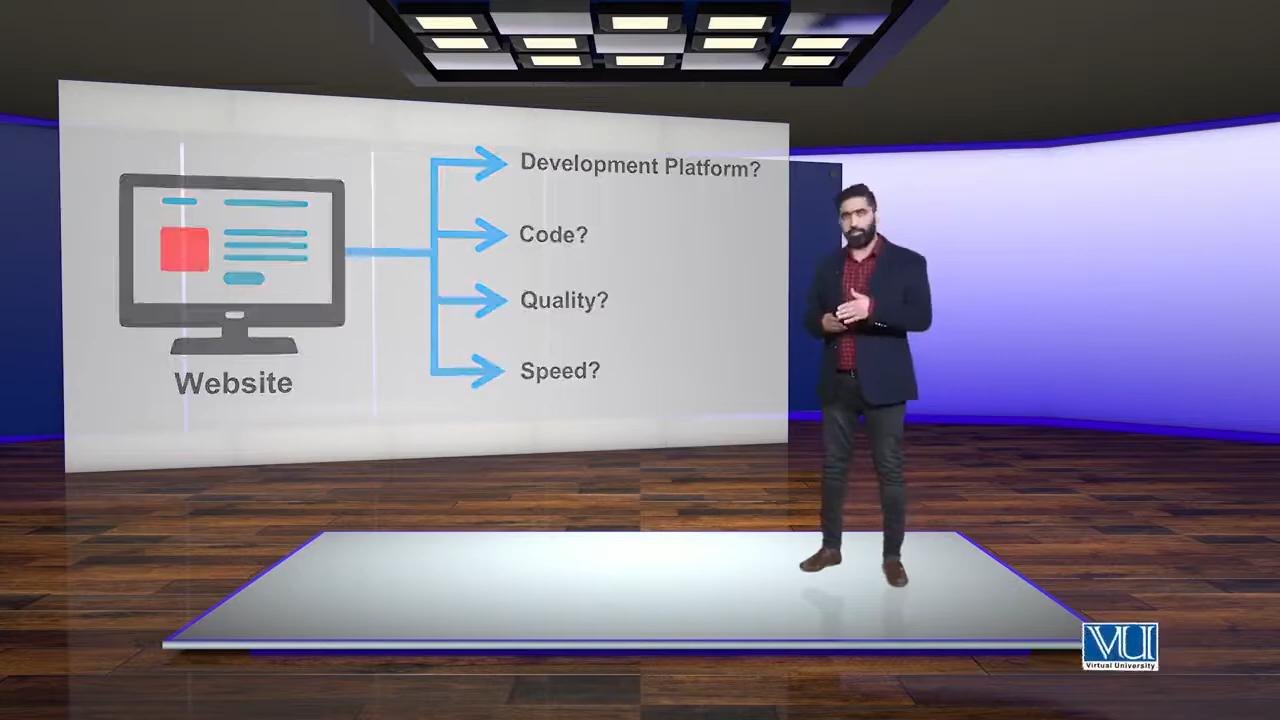 Development Platform?
Code?
Quality?
Speed?
Website
VU
Virtual University